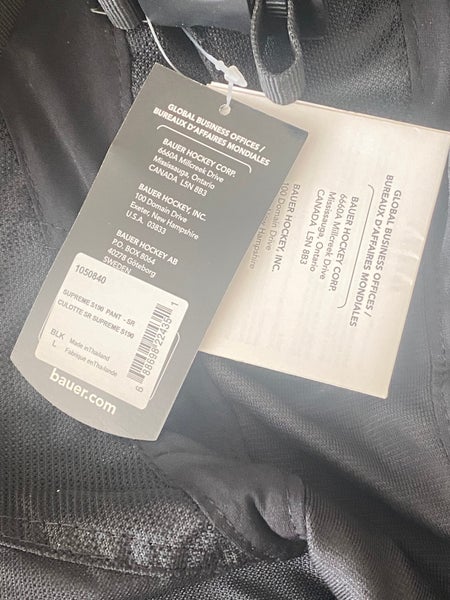 GLOBAL BUSINESS OFFICES /
BUREAUX D'AFFAIRES MONDIALES
BAUER HOCKEY CORP.
6660A Millcreek Drive
Mississauga, Ontario
CANADA L5N 8B3
BAUER HOCKEY, INC.
100 Domain Drive
Exeter, New Hampshire
U.S.A. 03833
BAUER HOCKEY AB
P.O. BOX 8064
40278 Göteborg
SWEDEN
1050840
SUPREME S190 PANT - SR
CULOTTE SR SUPREME S190
BLK Made in Thailand
L Fabriqué en Thaïlande
bauer.com
GLOBAL BUSINESS OFFICES /
BUREAUX D'AFFAIRES MONDIALES
BAUER HOCKEY CORP.
6660A Millcreek Drive
Mississauga, Ontario
CANADA L5N 8B3
BAUER HOCKEY, INC.
100 Domain Drive
Hampshire